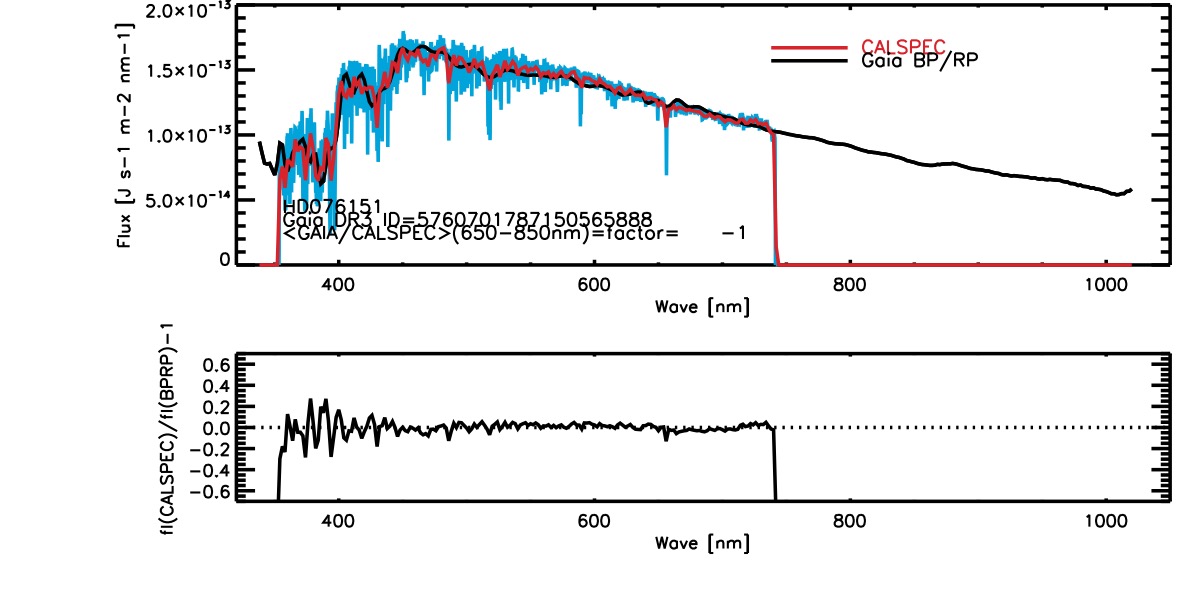 2.0×10−13
1.5×10−13
1.0×10−13
5.0×10−14
0
Flux [J s−1 m−2 nm−1]
CALSPEC
Gaia BP/RP
HD076151
Gaia DR3 ID=5760701787150565888
<GAIA/CALSPEC>(650−850nm)=factor= −1
400 600 800 1000
Wave [nm]
fl(CALSPEC)/fl(BPRP)−1
0.6
0.4
0.2
0.0
−0.2
−0.4
−0.6
400 600 800 1000
Wave [nm]